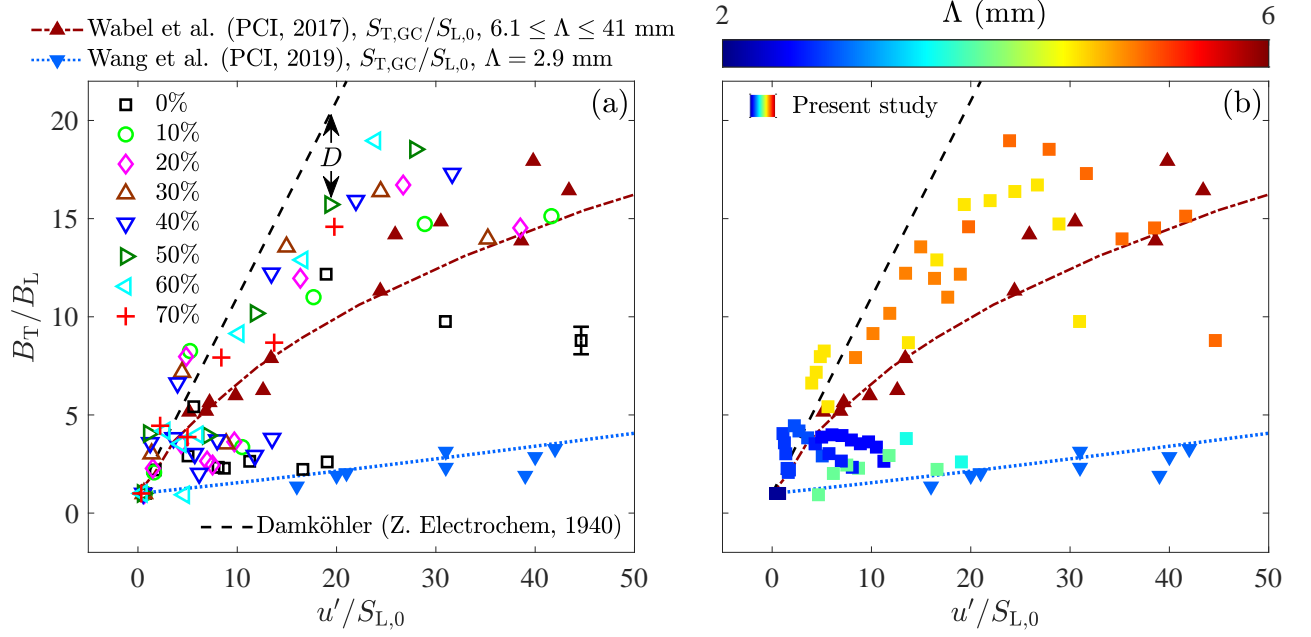 Wabel et al. (PCI, 2017), S_T,GC/S_L,0, 6.1 ≤ Λ ≤ 41 mm
Wang et al. (PCI, 2019), S_T,GC/S_L,0, Λ = 2.9 mm
2 Λ (mm) 6
(a)
0%
10%
20%
30%
40%
50%
60%
70%
D
Damköhler (Z. Electrochem, 1940)
20
15
10
5
0
B_T/B_L
0 10 20 30 40 50
u′/S_L,0
(b)
Present study
0 10 20 30 40 50
u′/S_L,0